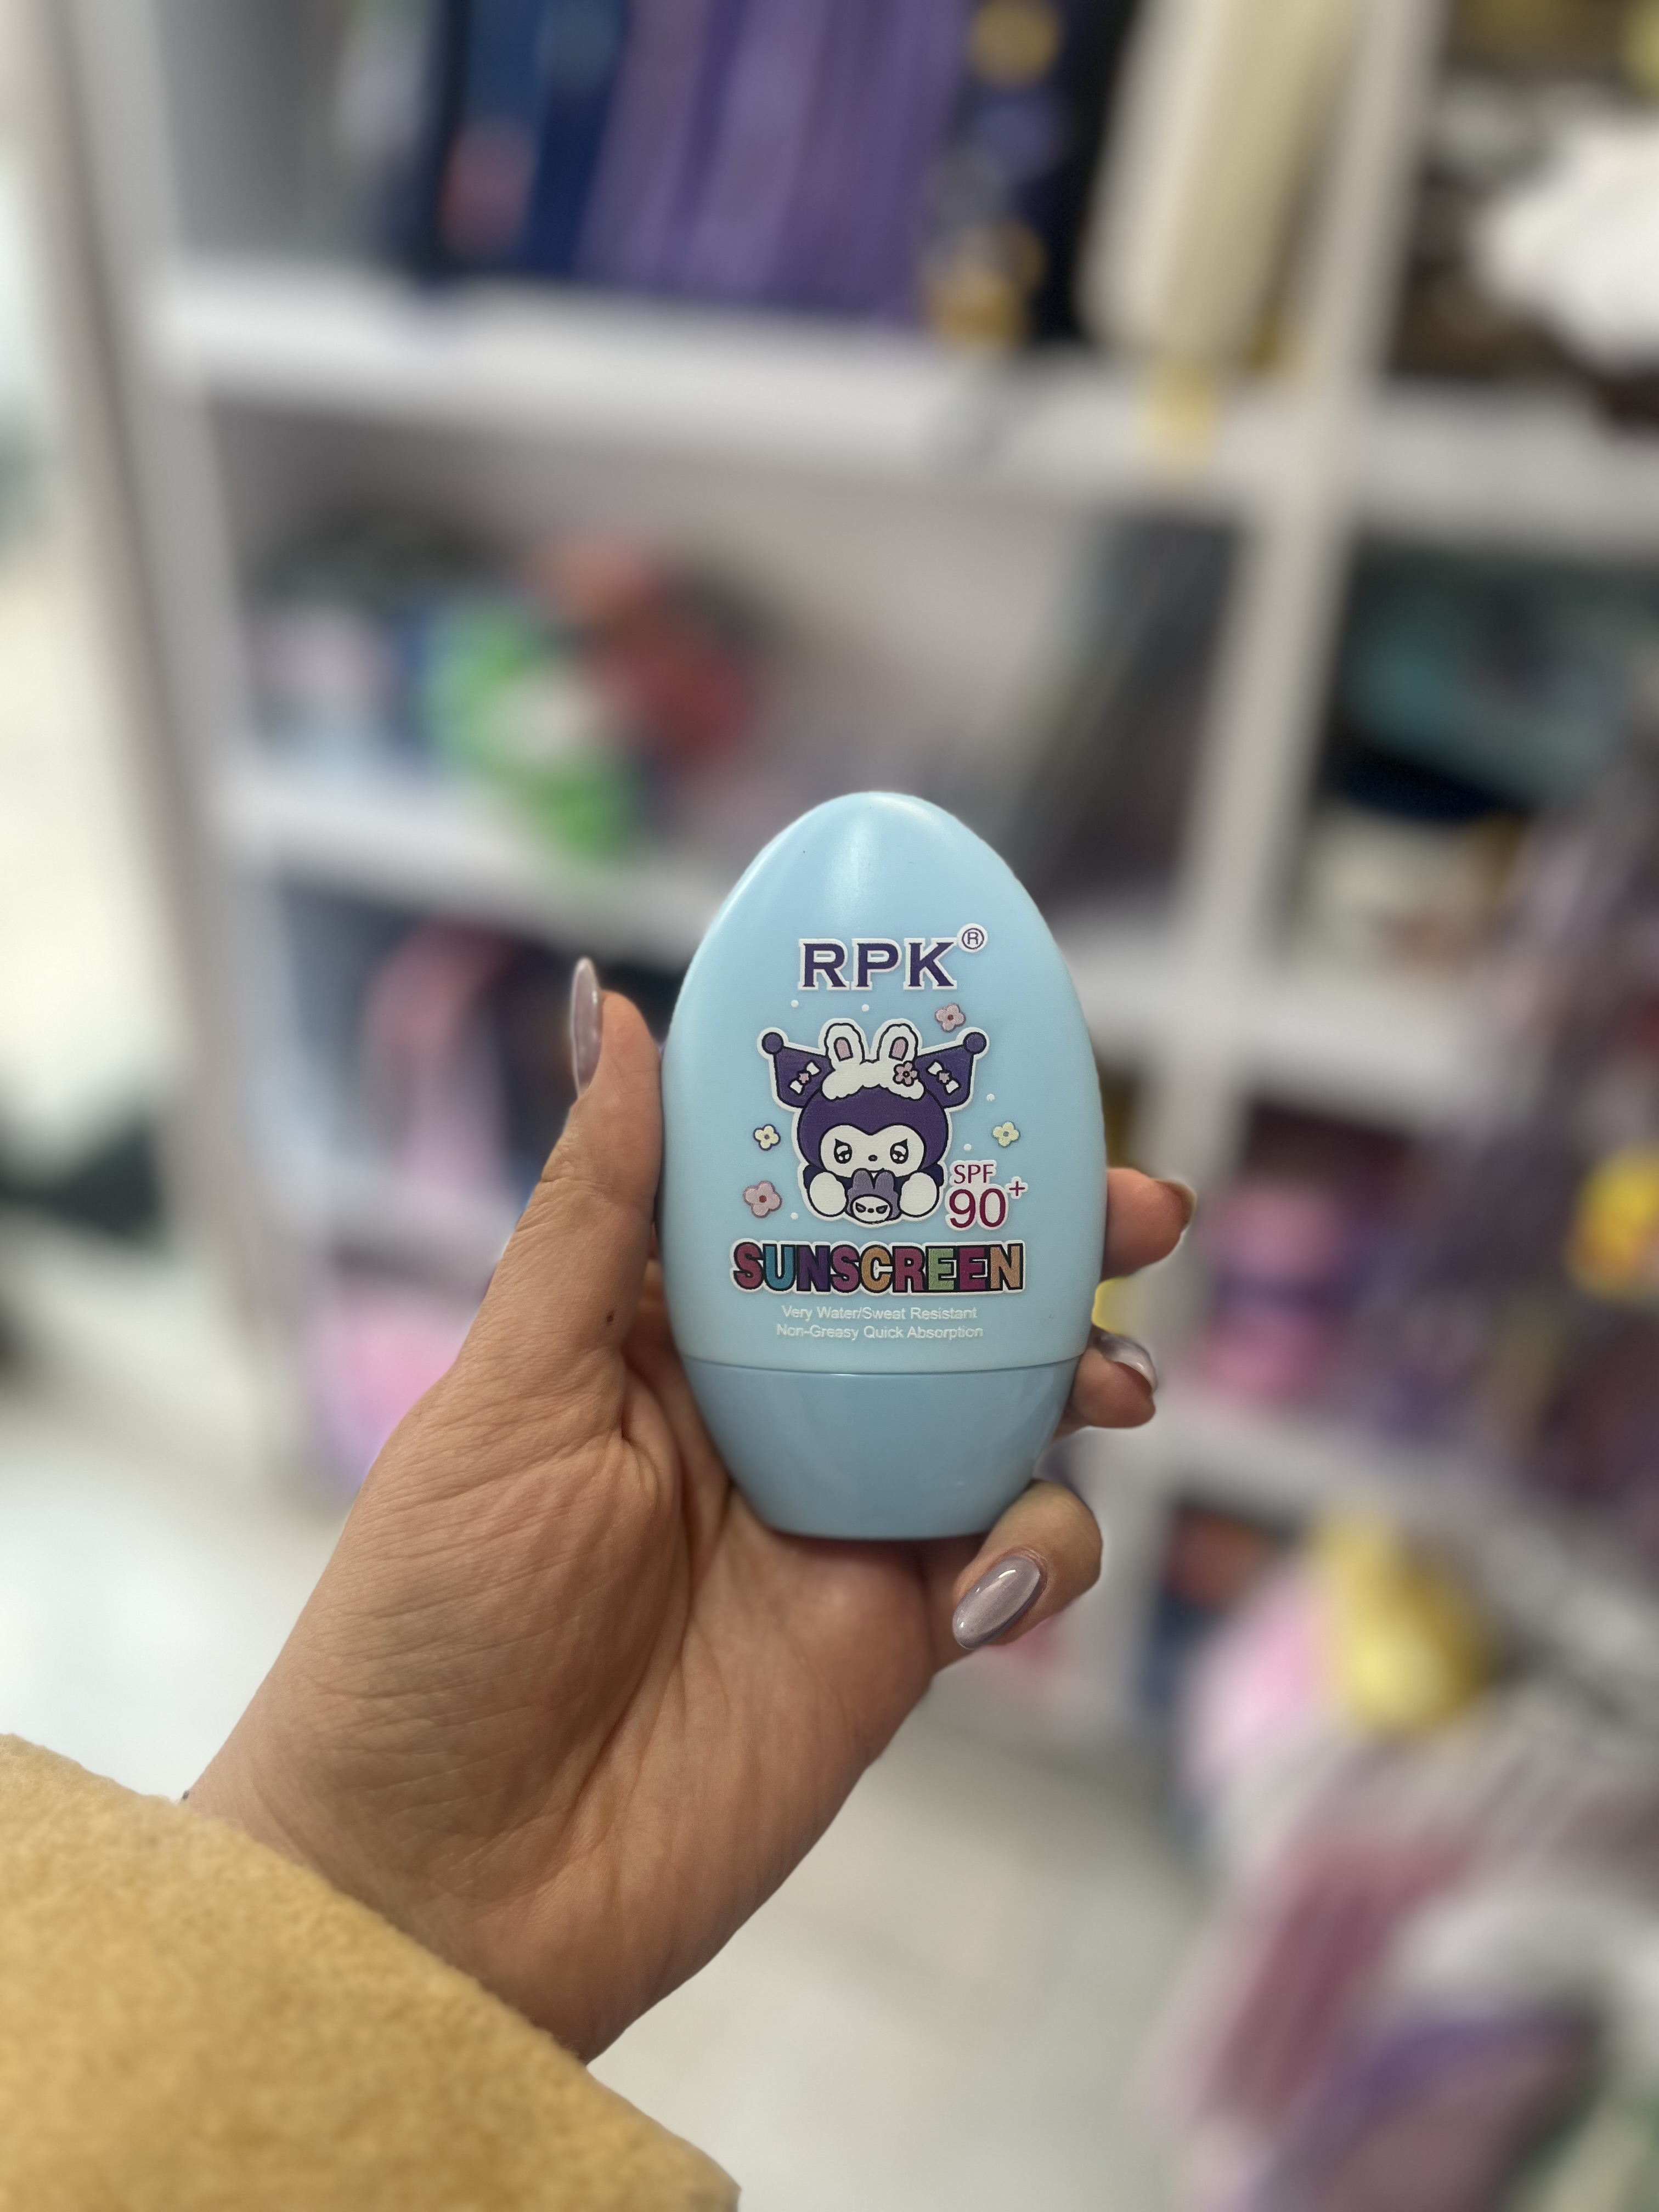 RPK®
SPF
90+
SUNSCREEN
Very Water/Sweat Resistant
Non-Greasy Quick Absorption